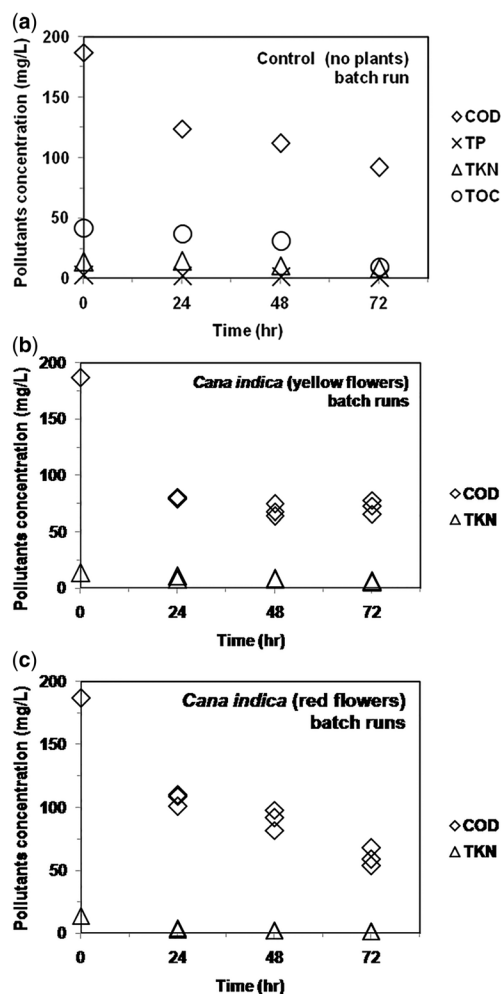 (a)
Pollutants concentration (mg/L)
200
150
100
50
0
Control (no plants)
batch run
0 24 48 72
Time (hr)
COD
TP
TKN
TOC
(b)
Pollutants concentration (mg/L)
200
150
100
50
0
Cana indica (yellow flowers)
batch runs
0 24 48 72
Time (hr)
COD
TKN
(c)
Pollutants concentration (mg/L)
200
150
100
50
0
Cana indica (red flowers)
batch runs
0 24 48 72
Time (hr)
COD
TKN